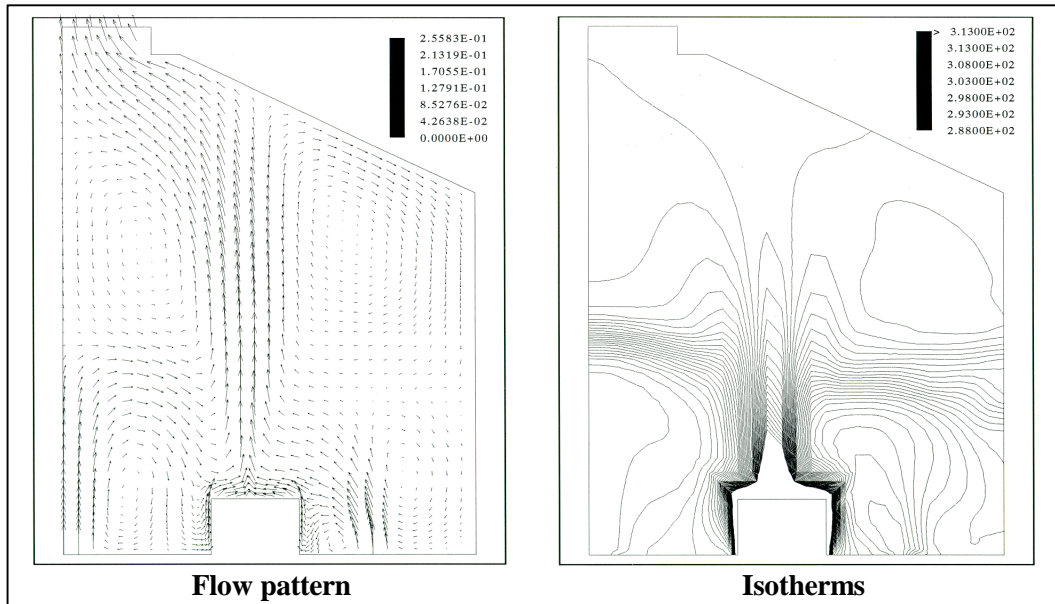 2.5583E-01
2.1319E-01
1.7055E-01
1.2791E-01
8.5276E-02
4.2638E-02
0.0000E+00
> 3.1300E+02
3.1300E+02
3.0800E+02
3.0300E+02
2.9800E+02
2.9300E+02
2.8800E+02
Flow pattern
Isotherms